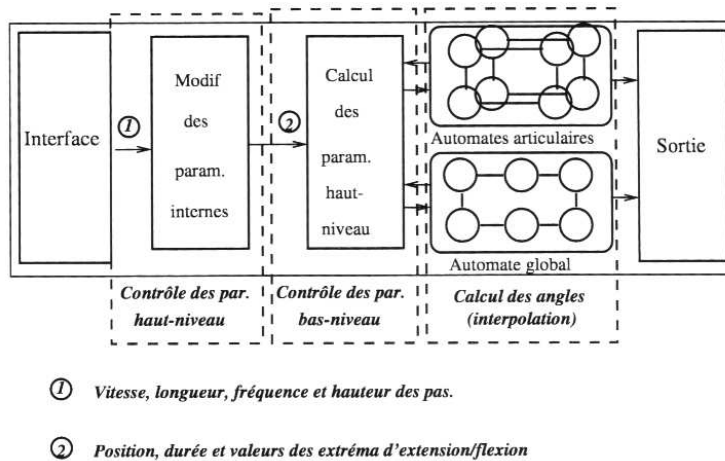 Interface
①
Modif
des
param.
internes
②
Calcul
des
param.
haut-
niveau
Automates articulaires
Automate global
Sortie
Contrôle des par.
haut-niveau
Contrôle des par.
bas-niveau
Calcul des angles
(interpolation)
① Vitesse, longueur, fréquence et hauteur des pas.
② Position, durée et valeurs des extréma d'extension/flexion